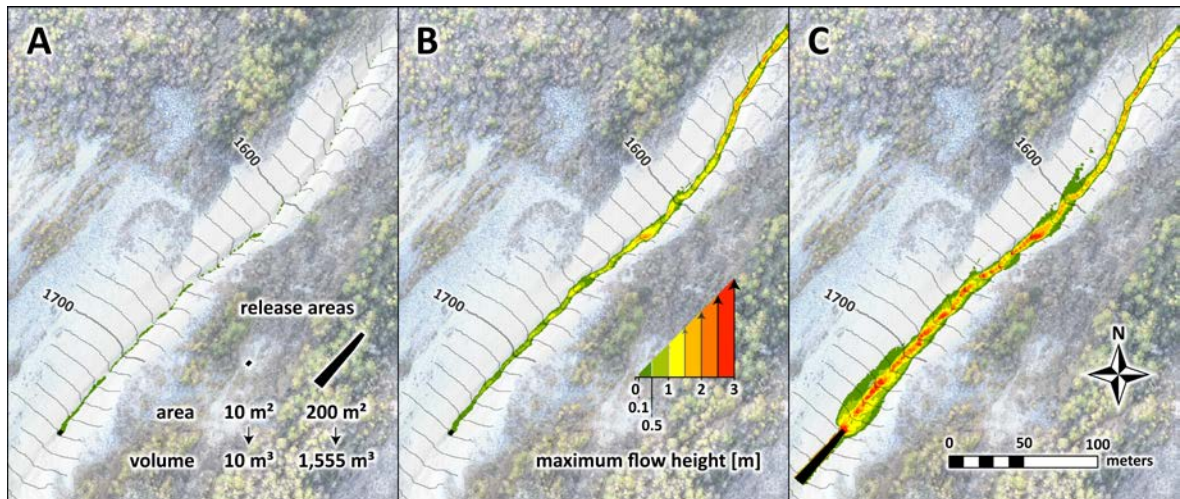 A
1600
1700
release areas
area 10 m² 200 m²
volume 10 m³ 1,555 m³
B
1600
1700
0 1 2 3
0.1
0.5
maximum flow height [m]
C
1600
1700
N
0 50 100
meters